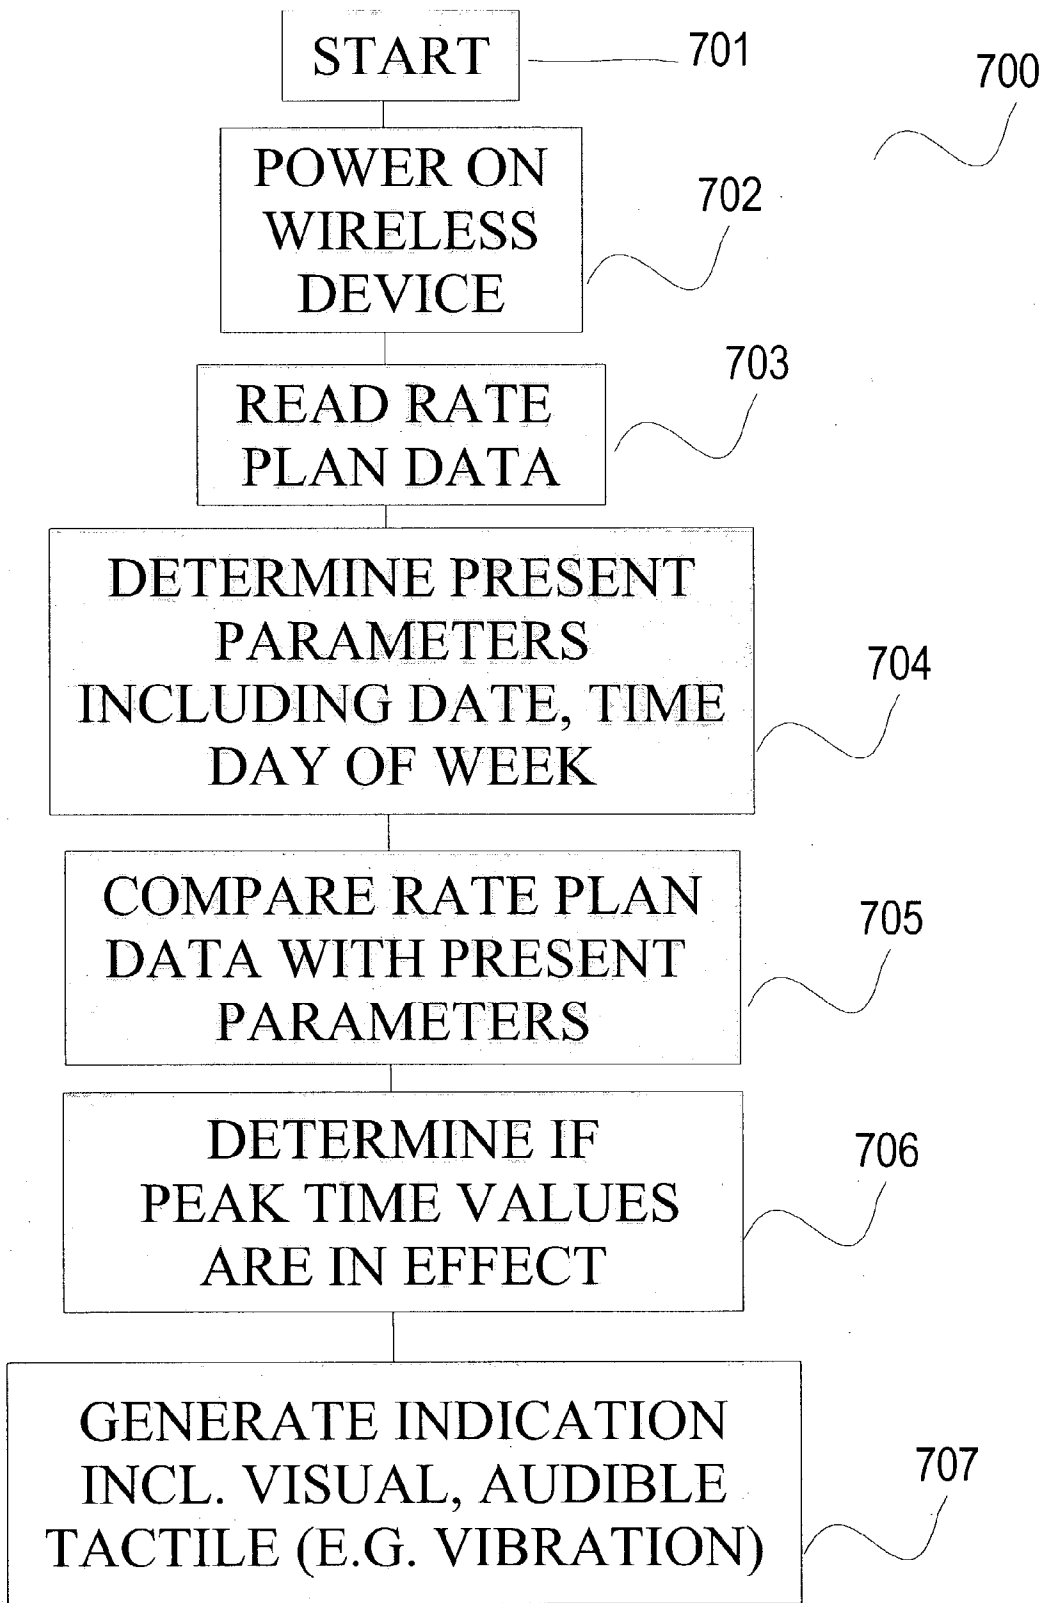 START
701
700
POWER ON
WIRELESS
DEVICE
702
READ RATE
PLAN DATA
703
DETERMINE PRESENT
PARAMETERS
INCLUDING DATE, TIME
DAY OF WEEK
704
COMPARE RATE PLAN
DATA WITH PRESENT
PARAMETERS
705
DETERMINE IF
PEAK TIME VALUES
ARE IN EFFECT
706
GENERATE INDICATION
INCL. VISUAL, AUDIBLE
TACTILE (E.G. VIBRATION)
707